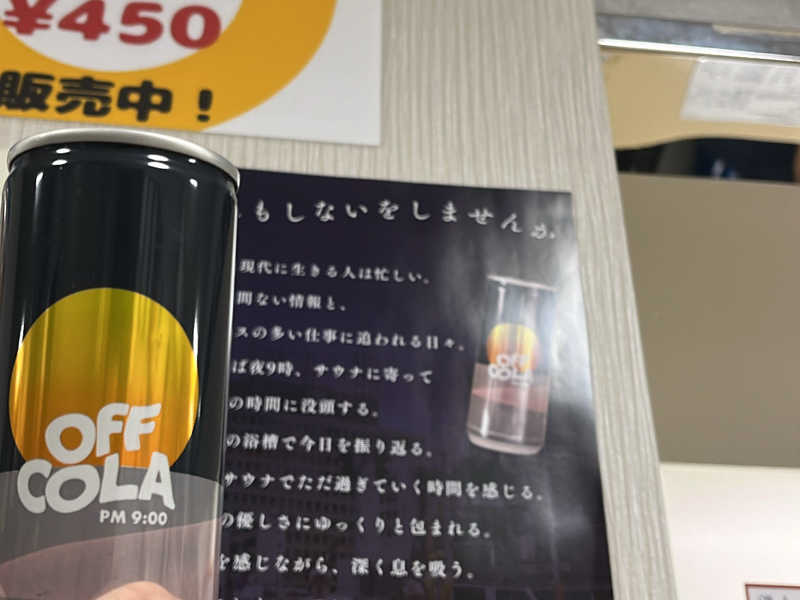 ¥450
販売中！
もしないをしませんか
現代に生きる人は忙しい。
間ない情報と、
スの多い仕事に追われる日々。
ば夜9時、サウナに寄って
の時間に没頭する。
の浴槽で今日を振り返る。
サウナでただ過ぎていく時間を感じる。
の優しさにゆっくりと包まれる。
を感じながら、深く息を吸う。
OFF
COLA
PM 9:00
OFF
COLA